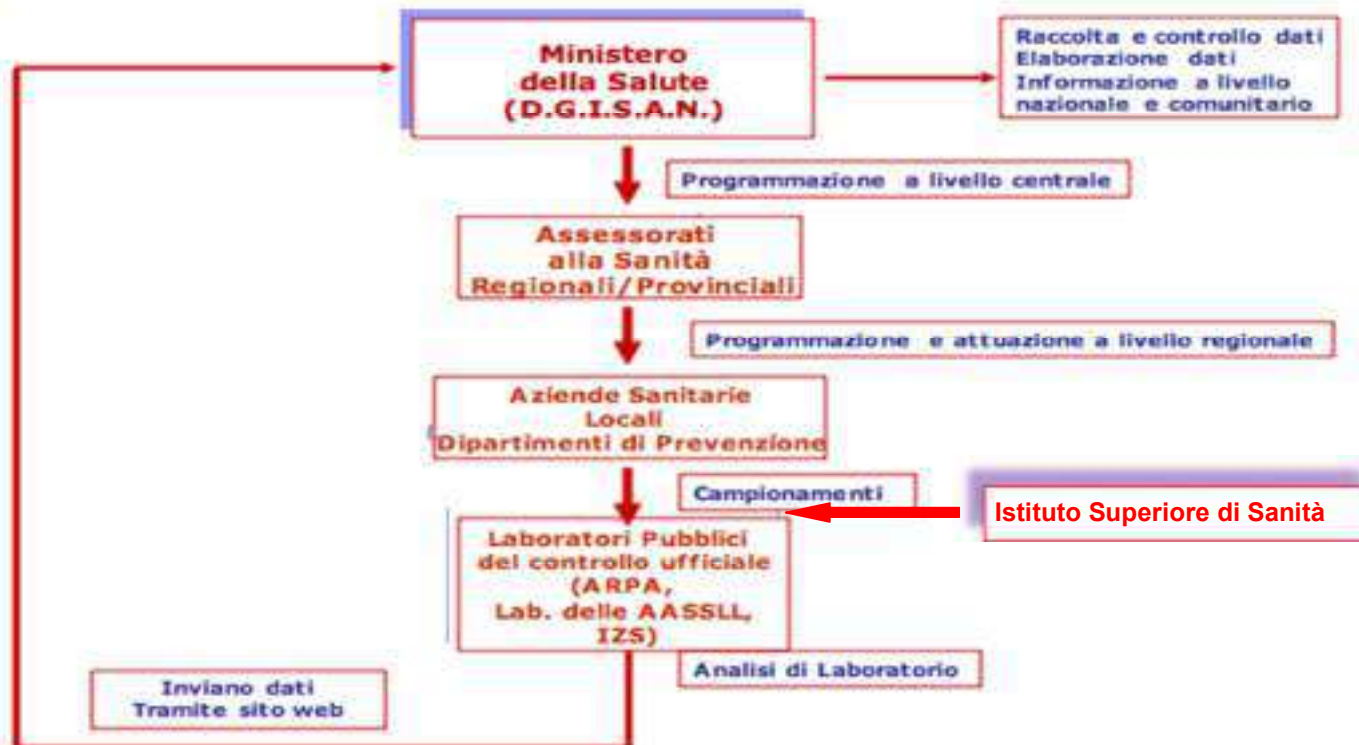 Ministero
della Salute
(D.G.I.S.A.N.)
Raccolta e controllo dati
Elaborazione dati
Informazione a livello
nazionale e comunitario
Programmazione a livello centrale
Assessorati
alla Sanità
Regionali/Provinciali
Programmazione e attuazione a livello regionale
Aziende Sanitarie
Locali
Dipartimenti di Prevenzione
Campionamenti
Istituto Superiore di Sanità
Laboratori Pubblici
del controllo ufficiale
(ARPA,
Lab. delle AASSLL,
IZS)
Analisi di Laboratorio
Inviano dati
Tramite sito web